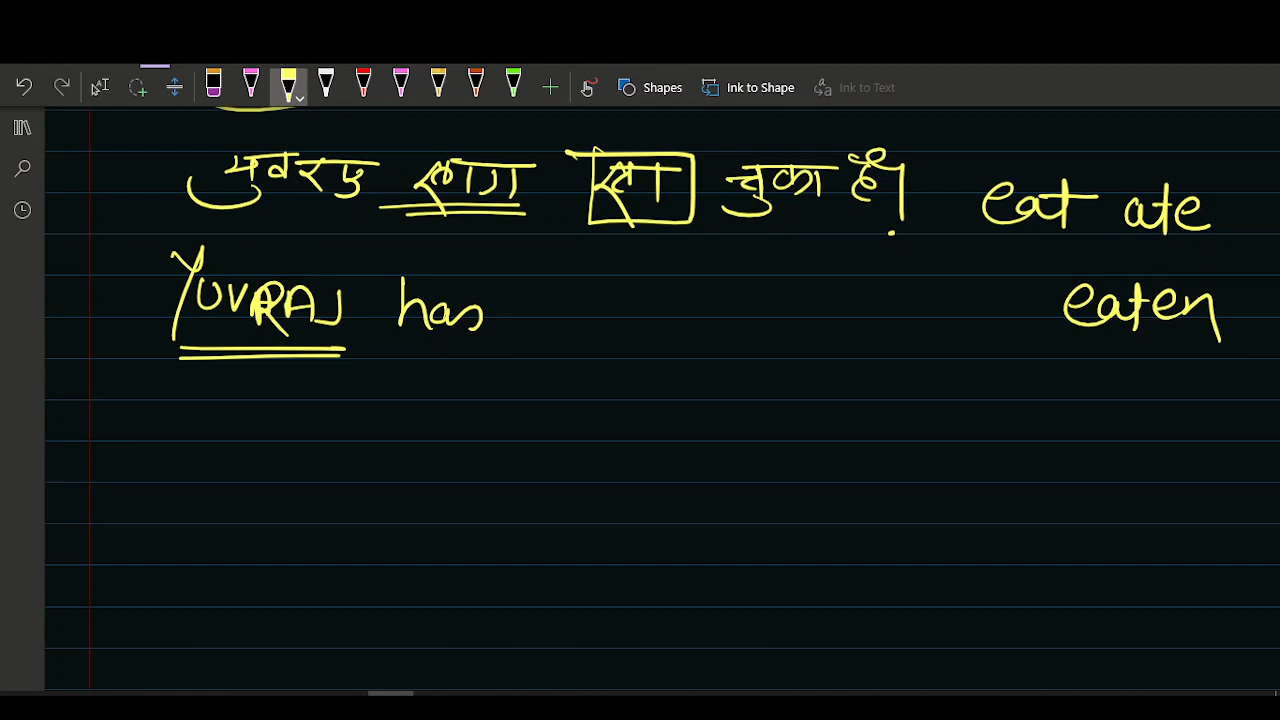 Shapes Ink to Shape Ink to Text
युवराज साग खा चुका है। eat ate
YUVRAJ has eaten